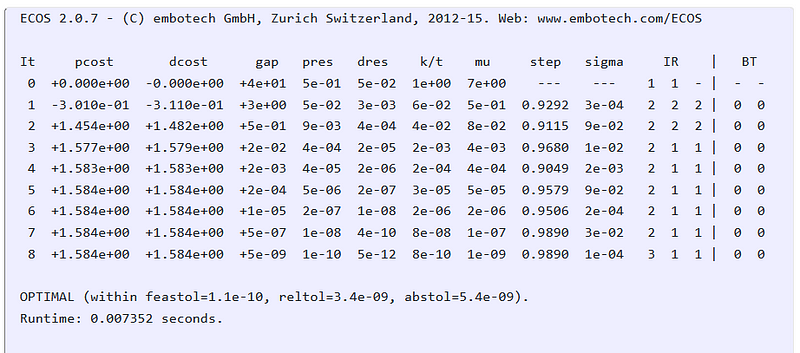 ECOS 2.0.7 - (C) embotech GmbH, Zurich Switzerland, 2012-15. Web: www.embotech.com/ECOS
It pcost dcost gap pres dres k/t mu step sigma IR | BT
0 +0.000e+00 -0.000e+00 +4e+01 5e-01 5e-02 1e+00 7e+00 --- --- 1 1 - | - -
1 -3.010e-01 -3.110e-01 +3e+00 5e-02 3e-03 6e-02 5e-01 0.9292 3e-04 2 2 2 | 0 0
2 +1.454e+00 +1.482e+00 +5e-01 9e-03 4e-04 4e-02 8e-02 0.9115 9e-02 2 2 2 | 0 0
3 +1.577e+00 +1.579e+00 +2e-02 4e-04 2e-05 2e-03 4e-03 0.9680 1e-02 2 1 1 | 0 0
4 +1.583e+00 +1.583e+00 +2e-03 4e-05 2e-06 2e-04 4e-04 0.9049 2e-03 2 1 1 | 0 0
5 +1.584e+00 +1.584e+00 +2e-04 5e-06 2e-07 3e-05 5e-05 0.9579 9e-02 2 1 1 | 0 0
6 +1.584e+00 +1.584e+00 +1e-05 2e-07 1e-08 2e-06 2e-06 0.9506 2e-04 2 1 1 | 0 0
7 +1.584e+00 +1.584e+00 +5e-07 1e-08 4e-10 8e-08 1e-07 0.9890 3e-02 2 1 1 | 0 0
8 +1.584e+00 +1.584e+00 +5e-09 1e-10 5e-12 8e-10 1e-09 0.9890 1e-04 3 1 1 | 0 0
OPTIMAL (within feastol=1.1e-10, reltol=3.4e-09, abstol=5.4e-09).
Runtime: 0.007352 seconds.